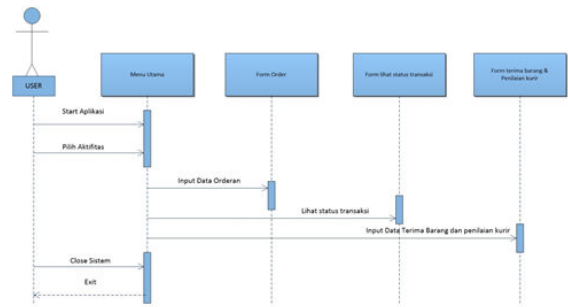 USER
Menu Utama
Form Order
Form lihat status transaksi
Form terima barang &
Penilaian kurir
Start Aplikasi
Pilih Aktifitas
Input Data Orderan
Lihat status transaksi
Input Data Terima Barang dan penilaian kurir
Close Sistem
Exit